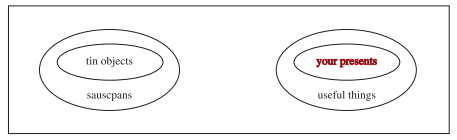 tin objects
sauscpans
your presents
useful things